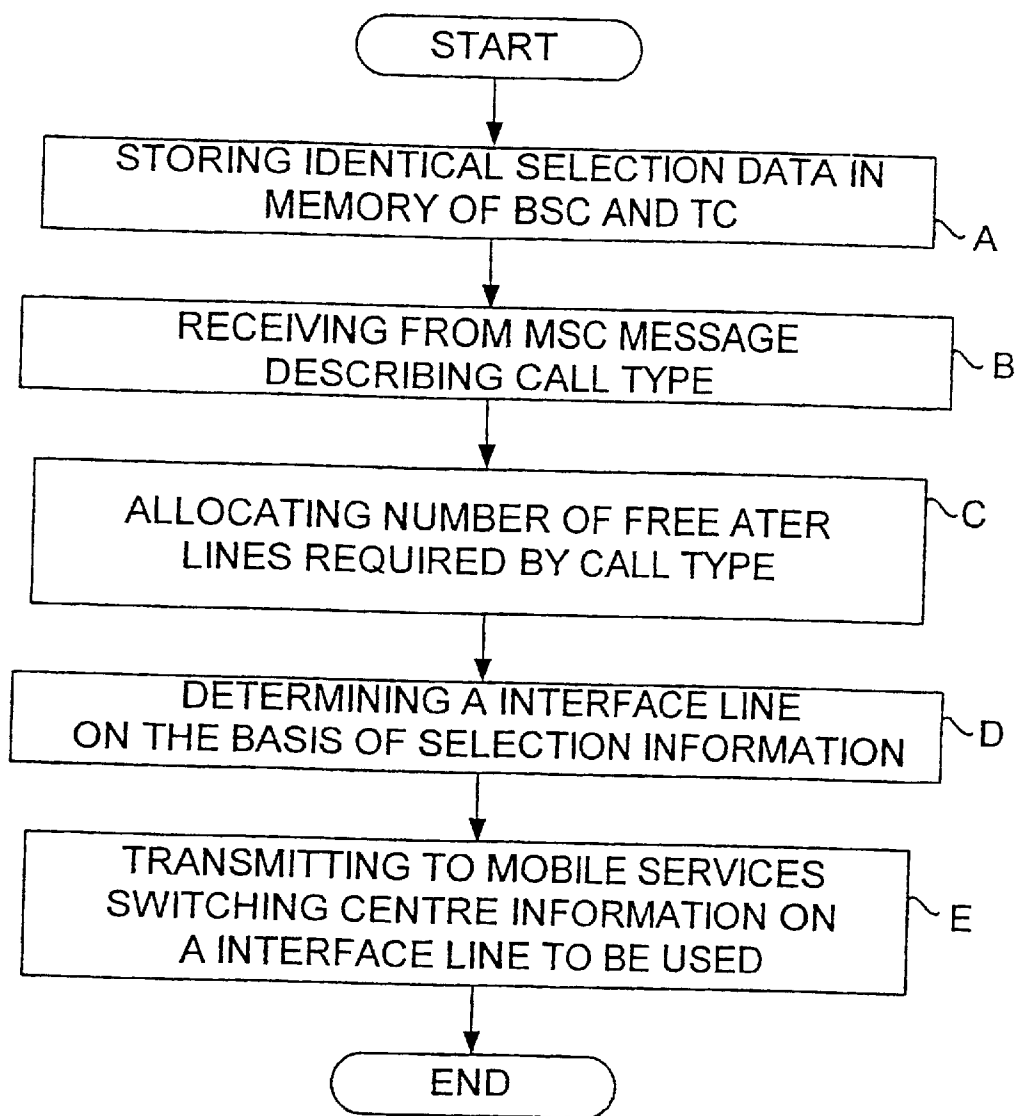 START
STORING IDENTICAL SELECTION DATA IN
MEMORY OF BSC AND TC
A
RECEIVING FROM MSC MESSAGE
DESCRIBING CALL TYPE
B
ALLOCATING NUMBER OF FREE ATER
LINES REQUIRED BY CALL TYPE
C
DETERMINING A INTERFACE LINE
ON THE BASIS OF SELECTION INFORMATION
D
TRANSMITTING TO MOBILE SERVICES
SWITCHING CENTRE INFORMATION ON
A INTERFACE LINE TO BE USED
E
END